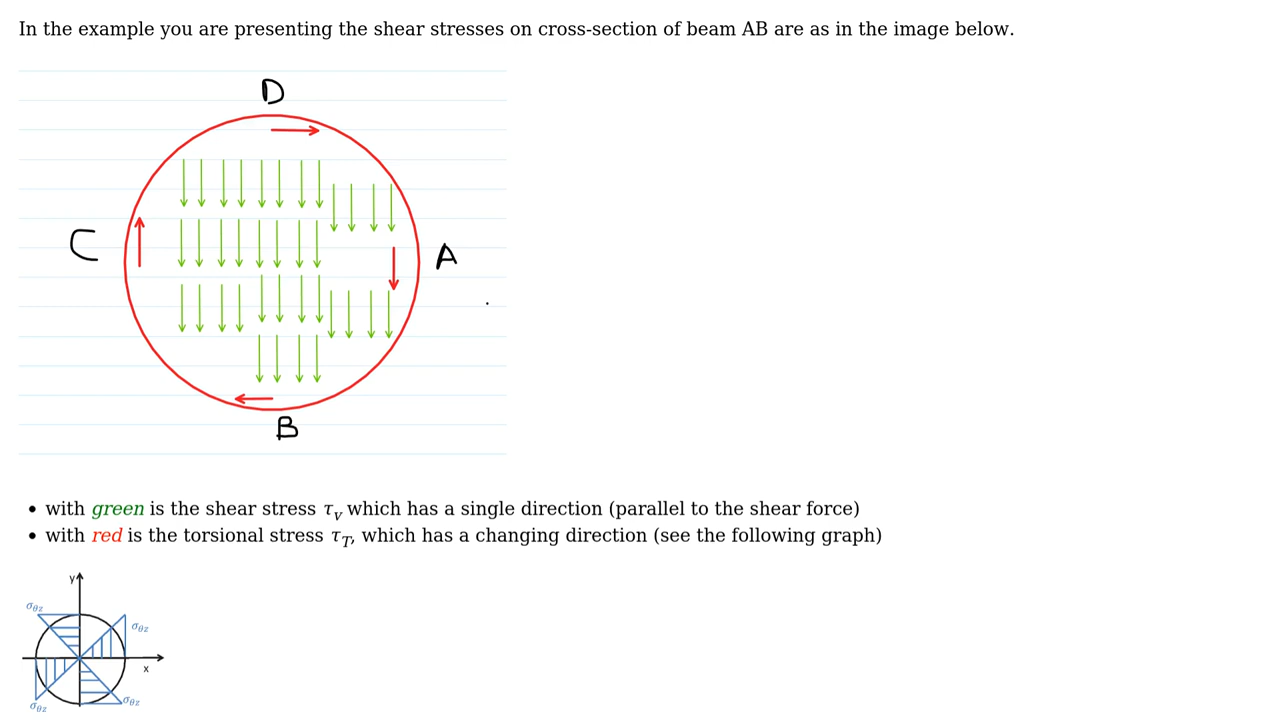 In the example you are presenting the shear stresses on cross-section of beam AB are as in the image below.
D
C
A
B
• with green is the shear stress τv which has a single direction (parallel to the shear force)
• with red is the torsional stress τT, which has a changing direction (see the following graph)
y
σθz
σθz
x
σθz
σθz